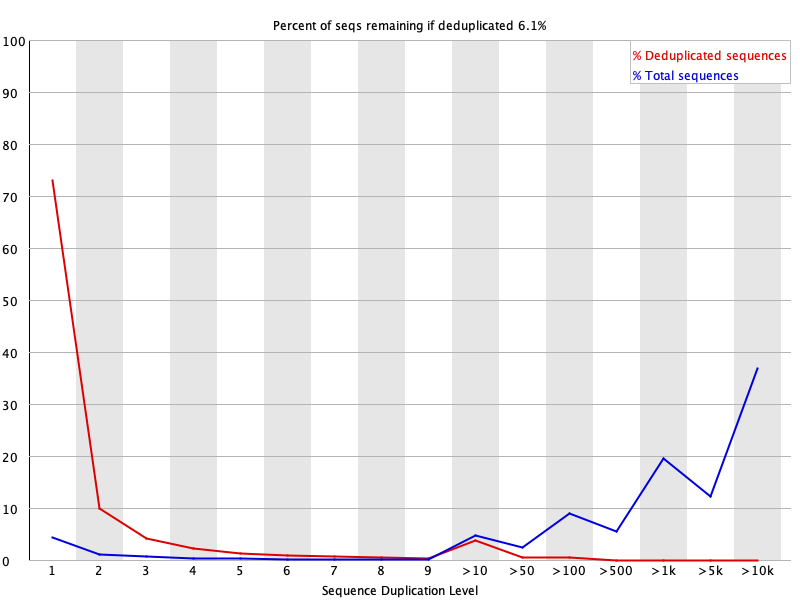 Percent of seqs remaining if deduplicated 6.1%
% Deduplicated sequences
% Total sequences
100
90
80
70
60
50
40
30
20
10
0
1 2 3 4 5 6 7 8 9 >10 >50 >100 >500 >1k >5k >10k
Sequence Duplication Level